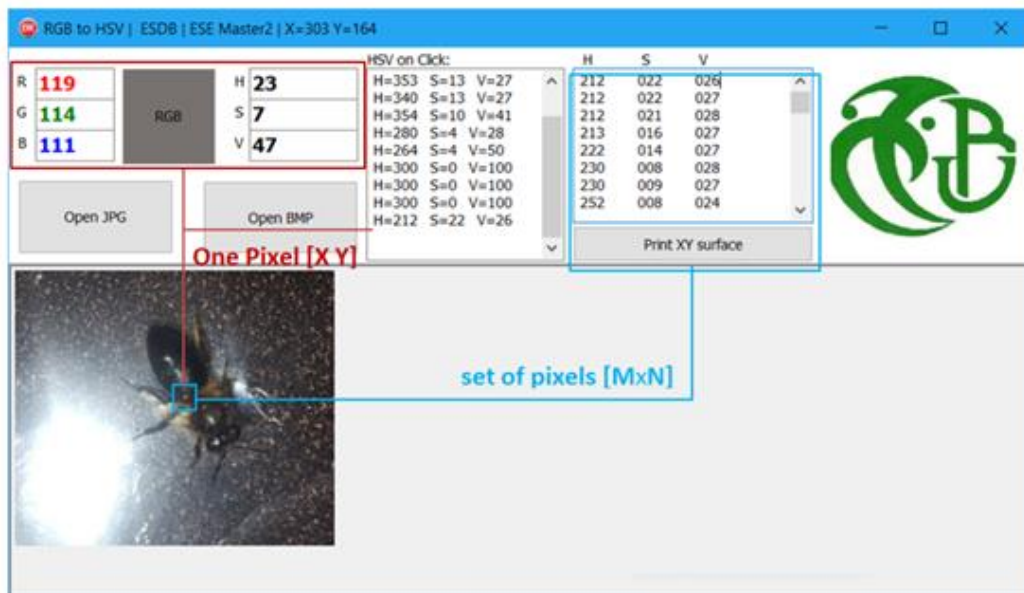 RGB to HSV | ESDB | ESE Master2 | X=303 Y=164
R 119
G 114
B 111
RGB
H 23
S 7
V 47
Open JPG
Open BMP
One Pixel [X Y]
HSV on Click:
H=353 S=13 V=27
H=340 S=13 V=27
H=354 S=10 V=41
H=280 S=4 V=28
H=264 S=4 V=50
H=300 S=0 V=100
H=300 S=0 V=100
H=300 S=0 V=100
H=212 S=22 V=26
H S V
212 022 026
212 022 027
212 021 028
213 016 027
222 014 027
230 008 028
230 009 027
252 008 024
Print XY surface
set of pixels [MxN]